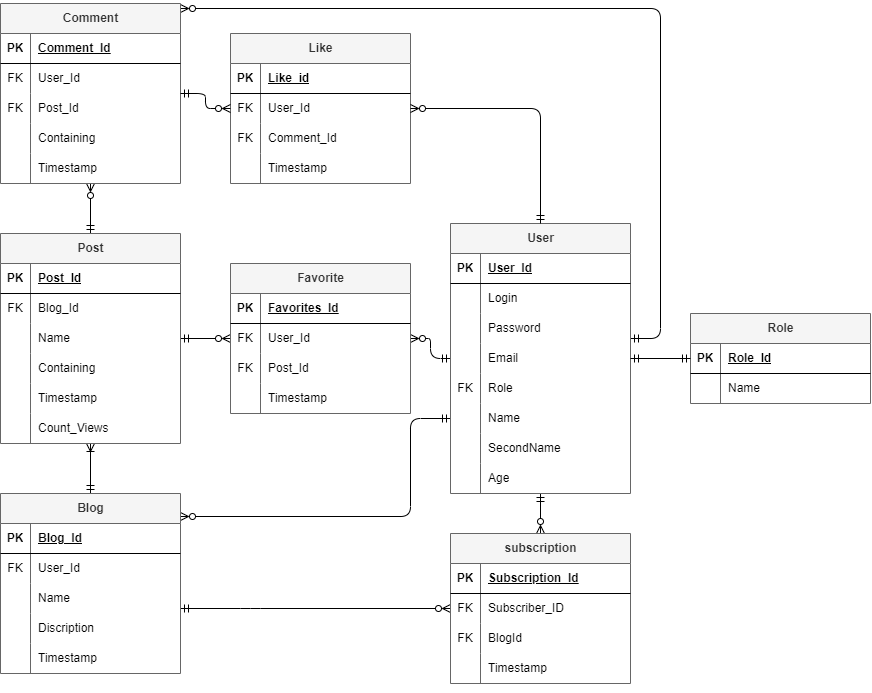 Comment
PK Comment_Id
FK User_Id
FK Post_Id
Containing
Timestamp
Like
PK Like_id
FK User_Id
FK Comment_Id
Timestamp
Post
PK Post_Id
FK Blog_Id
Name
Containing
Timestamp
Count_Views
Favorite
PK Favorites_Id
FK User_Id
FK Post_Id
Timestamp
User
PK User_Id
Login
Password
Email
FK Role
Name
SecondName
Age
Role
PK Role_Id
Name
Blog
PK Blog_Id
FK User_Id
Name
Discription
Timestamp
subscription
PK Subscription_Id
FK Subscriber_ID
FK BlogId
Timestamp